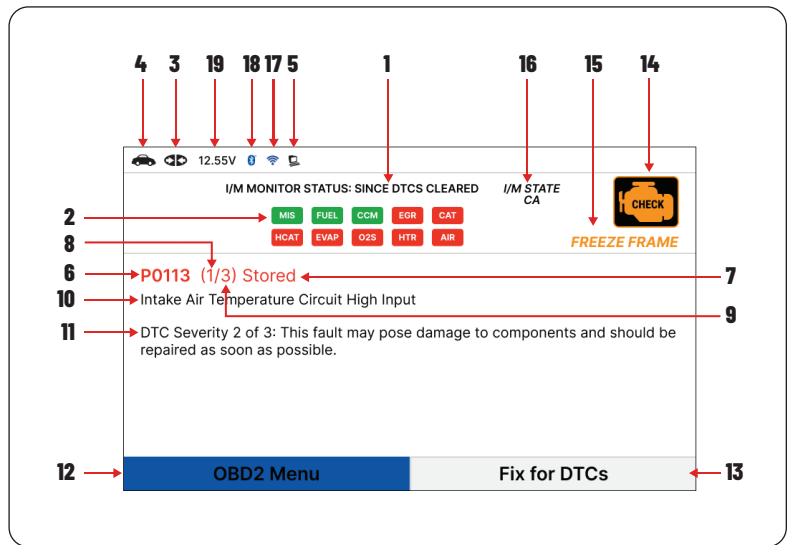 4 3 19 18 17 5 1 16 15 14
12.55V
I/M MONITOR STATUS: SINCE DTCS CLEARED
I/M STATE
CA
CHECK
2
MIS FUEL CCM EGR CAT
HCAT EVAP O2S HTR AIR
FREEZE FRAME
8
6 P0113 (1/3) Stored 7
10 Intake Air Temperature Circuit High Input
9
11 DTC Severity 2 of 3: This fault may pose damage to components and should be
repaired as soon as possible.
12 OBD2 Menu Fix for DTCs 13